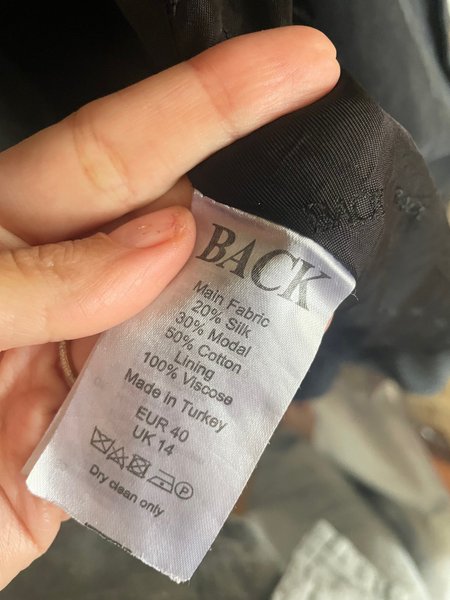 BACK
Main Fabric
20% Silk
30% Modal
50% Cotton
Lining
100% Viscose
Made in Turkey
EUR 40
UK 14
P
Dry clean only
BACK